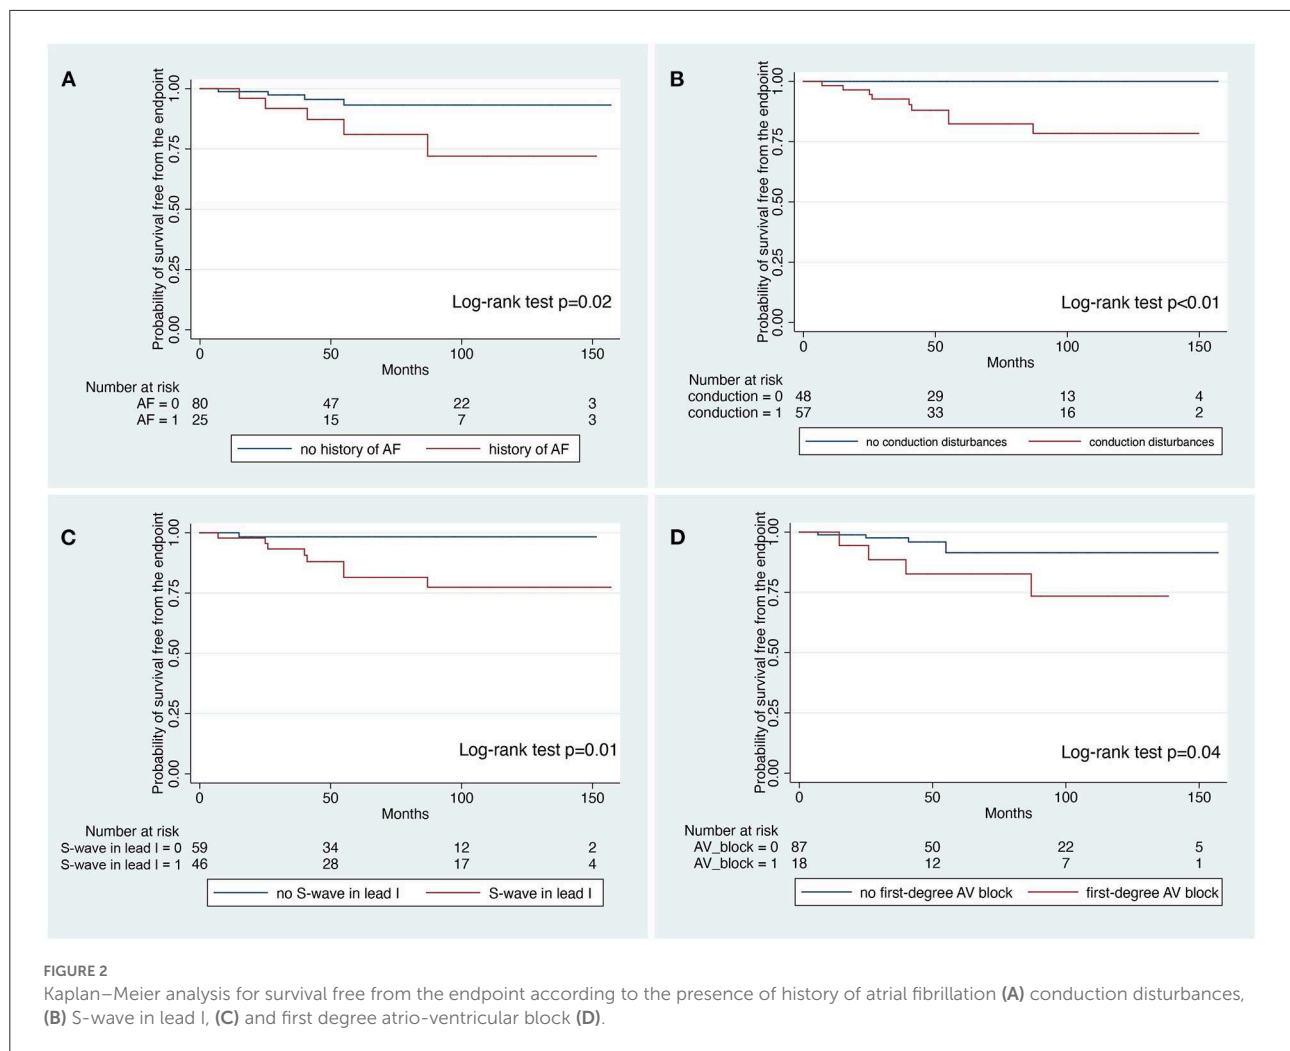 A
Probability of survival free from the endpoint
1.00
0.75
0.50
0.25
0.00
Log-rank test p=0.02
0 50 100 150
Months
Number at risk
AF = 0 80 47 22 3
AF = 1 25 15 7 3
no history of AF history of AF
B
Probability of survival free from the endpoint
1.00
0.75
0.50
0.25
0.00
Log-rank test p<0.01
0 50 100 150
Months
Number at risk
conduction = 0 48 29 13 4
conduction = 1 57 33 16 2
no conduction disturbances conduction disturbances
C
Probability of survival free from the endpoint
1.00
0.75
0.50
0.25
0.00
Log-rank test p=0.01
0 50 100 150
Months
Number at risk
S-wave in lead I = 0 59 34 12 2
S-wave in lead I = 1 46 28 17 4
no S-wave in lead I S-wave in lead I
D
Probability of survival free from the endpoint
1.00
0.75
0.50
0.25
0.00
Log-rank test p=0.04
0 50 100 150
Months
Number at risk
AV_block = 0 87 50 22 5
AV_block = 1 18 12 7 1
no first-degree AV block first-degree AV block
FIGURE 2
Kaplan–Meier analysis for survival free from the endpoint according to the presence of history of atrial fibrillation (A) conduction disturbances,
(B) S-wave in lead I, (C) and first degree atrio-ventricular block (D).